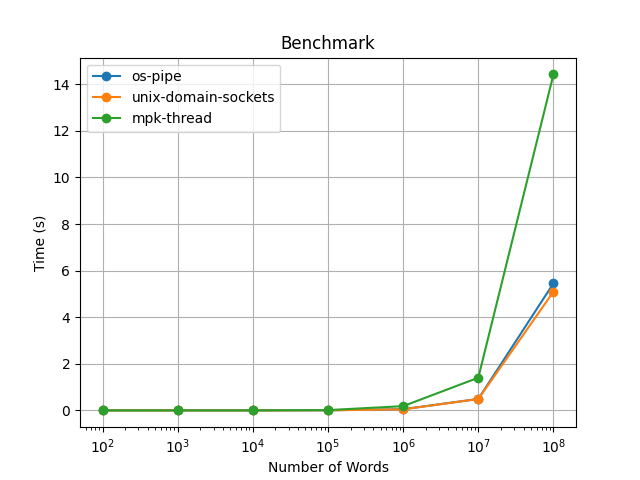 Benchmark
os-pipe
unix-domain-sockets
mpk-thread
Time (s)
14
12
10
8
6
4
2
0
10² 10³ 10⁴ 10⁵ 10⁶ 10⁷ 10⁸
Number of Words